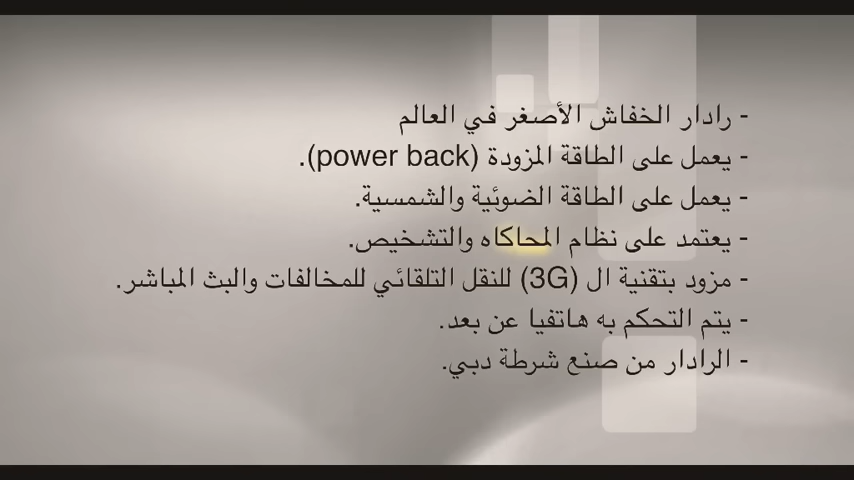 - رادار الخفاش الأصغر في العالم
- يعمل على الطاقة المزودة (power back).
- يعمل على الطاقة الضوئية والشمسية.
- يعتمد على نظام المحاكاه والتشخيص.
- مزود بتقنية ال (3G) للنقل التلقائي للمخالفات والبث المباشر.
- يتم التحكم به هاتفيا عن بعد.
- الرادار من صنع شرطة دبي.